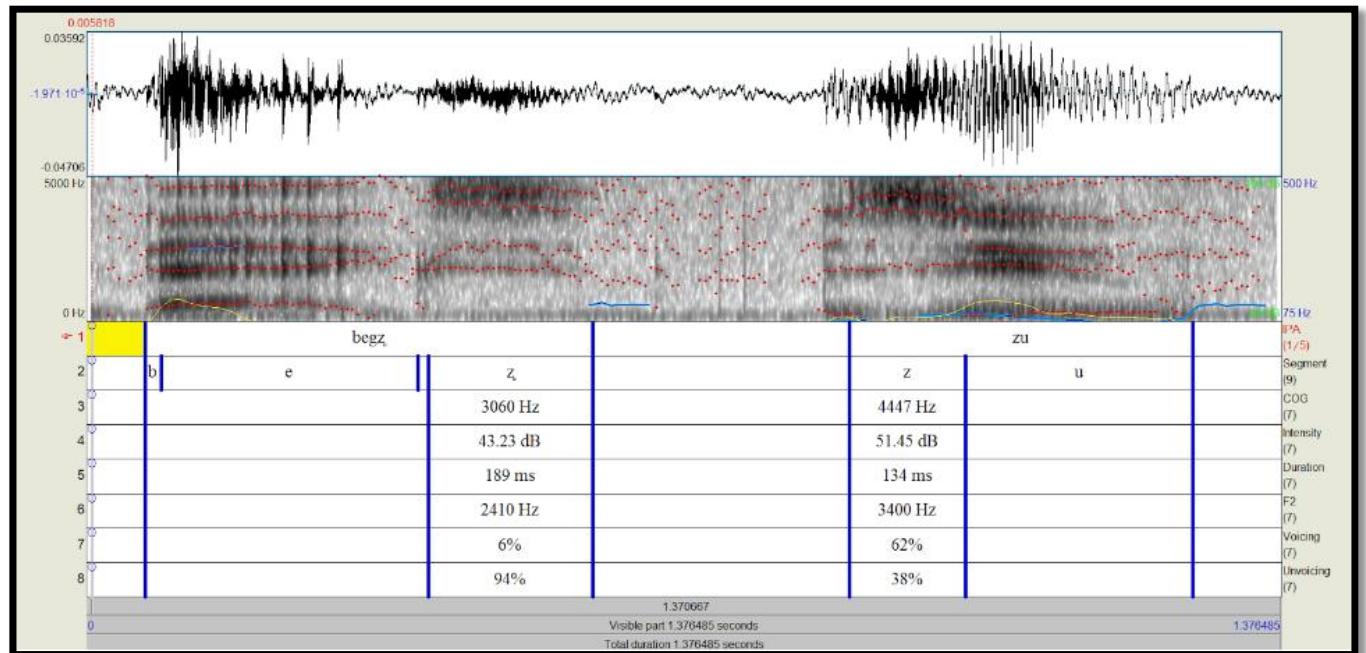 0.005818
0.03592
-1.971·10⁻⁵
-0.04706
5000 Hz 500 Hz
0 Hz 75 Hz
1 begz̥ zu IPA
(1/5)
2 b e ʐ z u Segment
(9)
3 3060 Hz 4447 Hz COG
(7)
4 43.23 dB 51.45 dB Intensity
(7)
5 189 ms 134 ms Duration
(7)
6 2410 Hz 3400 Hz F2
(7)
7 6% 62% Voicing
(7)
8 94% 38% Unvoicing
(7)
1.370667
0 Visible part 1.376485 seconds 1.376485
Total duration 1.376485 seconds